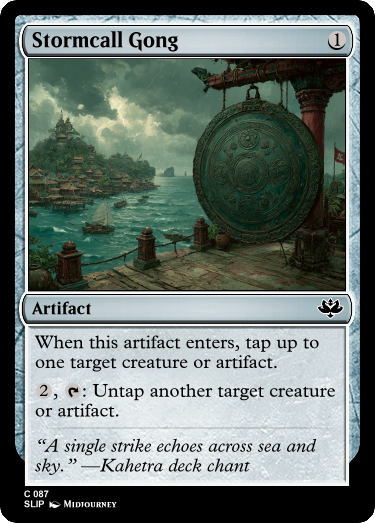 Stormcall Gong 1
Artifact
When this artifact enters, tap up to
one target creature or artifact.
2, : Untap another target creature
or artifact.
“A single strike echoes across sea and
sky.” —Kahetra deck chant
C 087
SLIP Midjourney